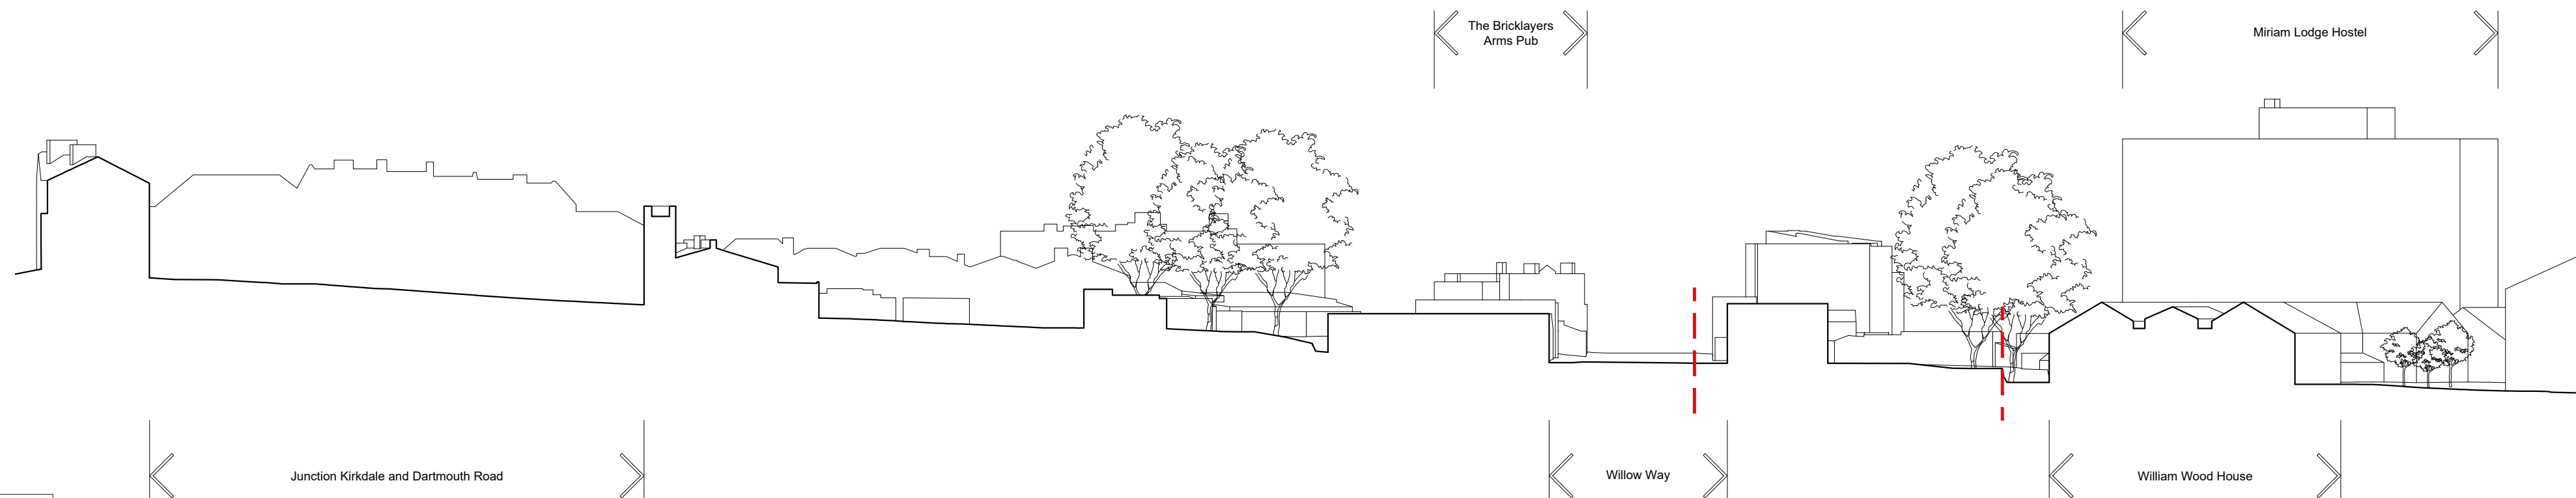 The Bricklayers
Arms Pub
Miriam Lodge Hostel
Junction Kirkdale and Dartmouth Road
Willow Way
William Wood House